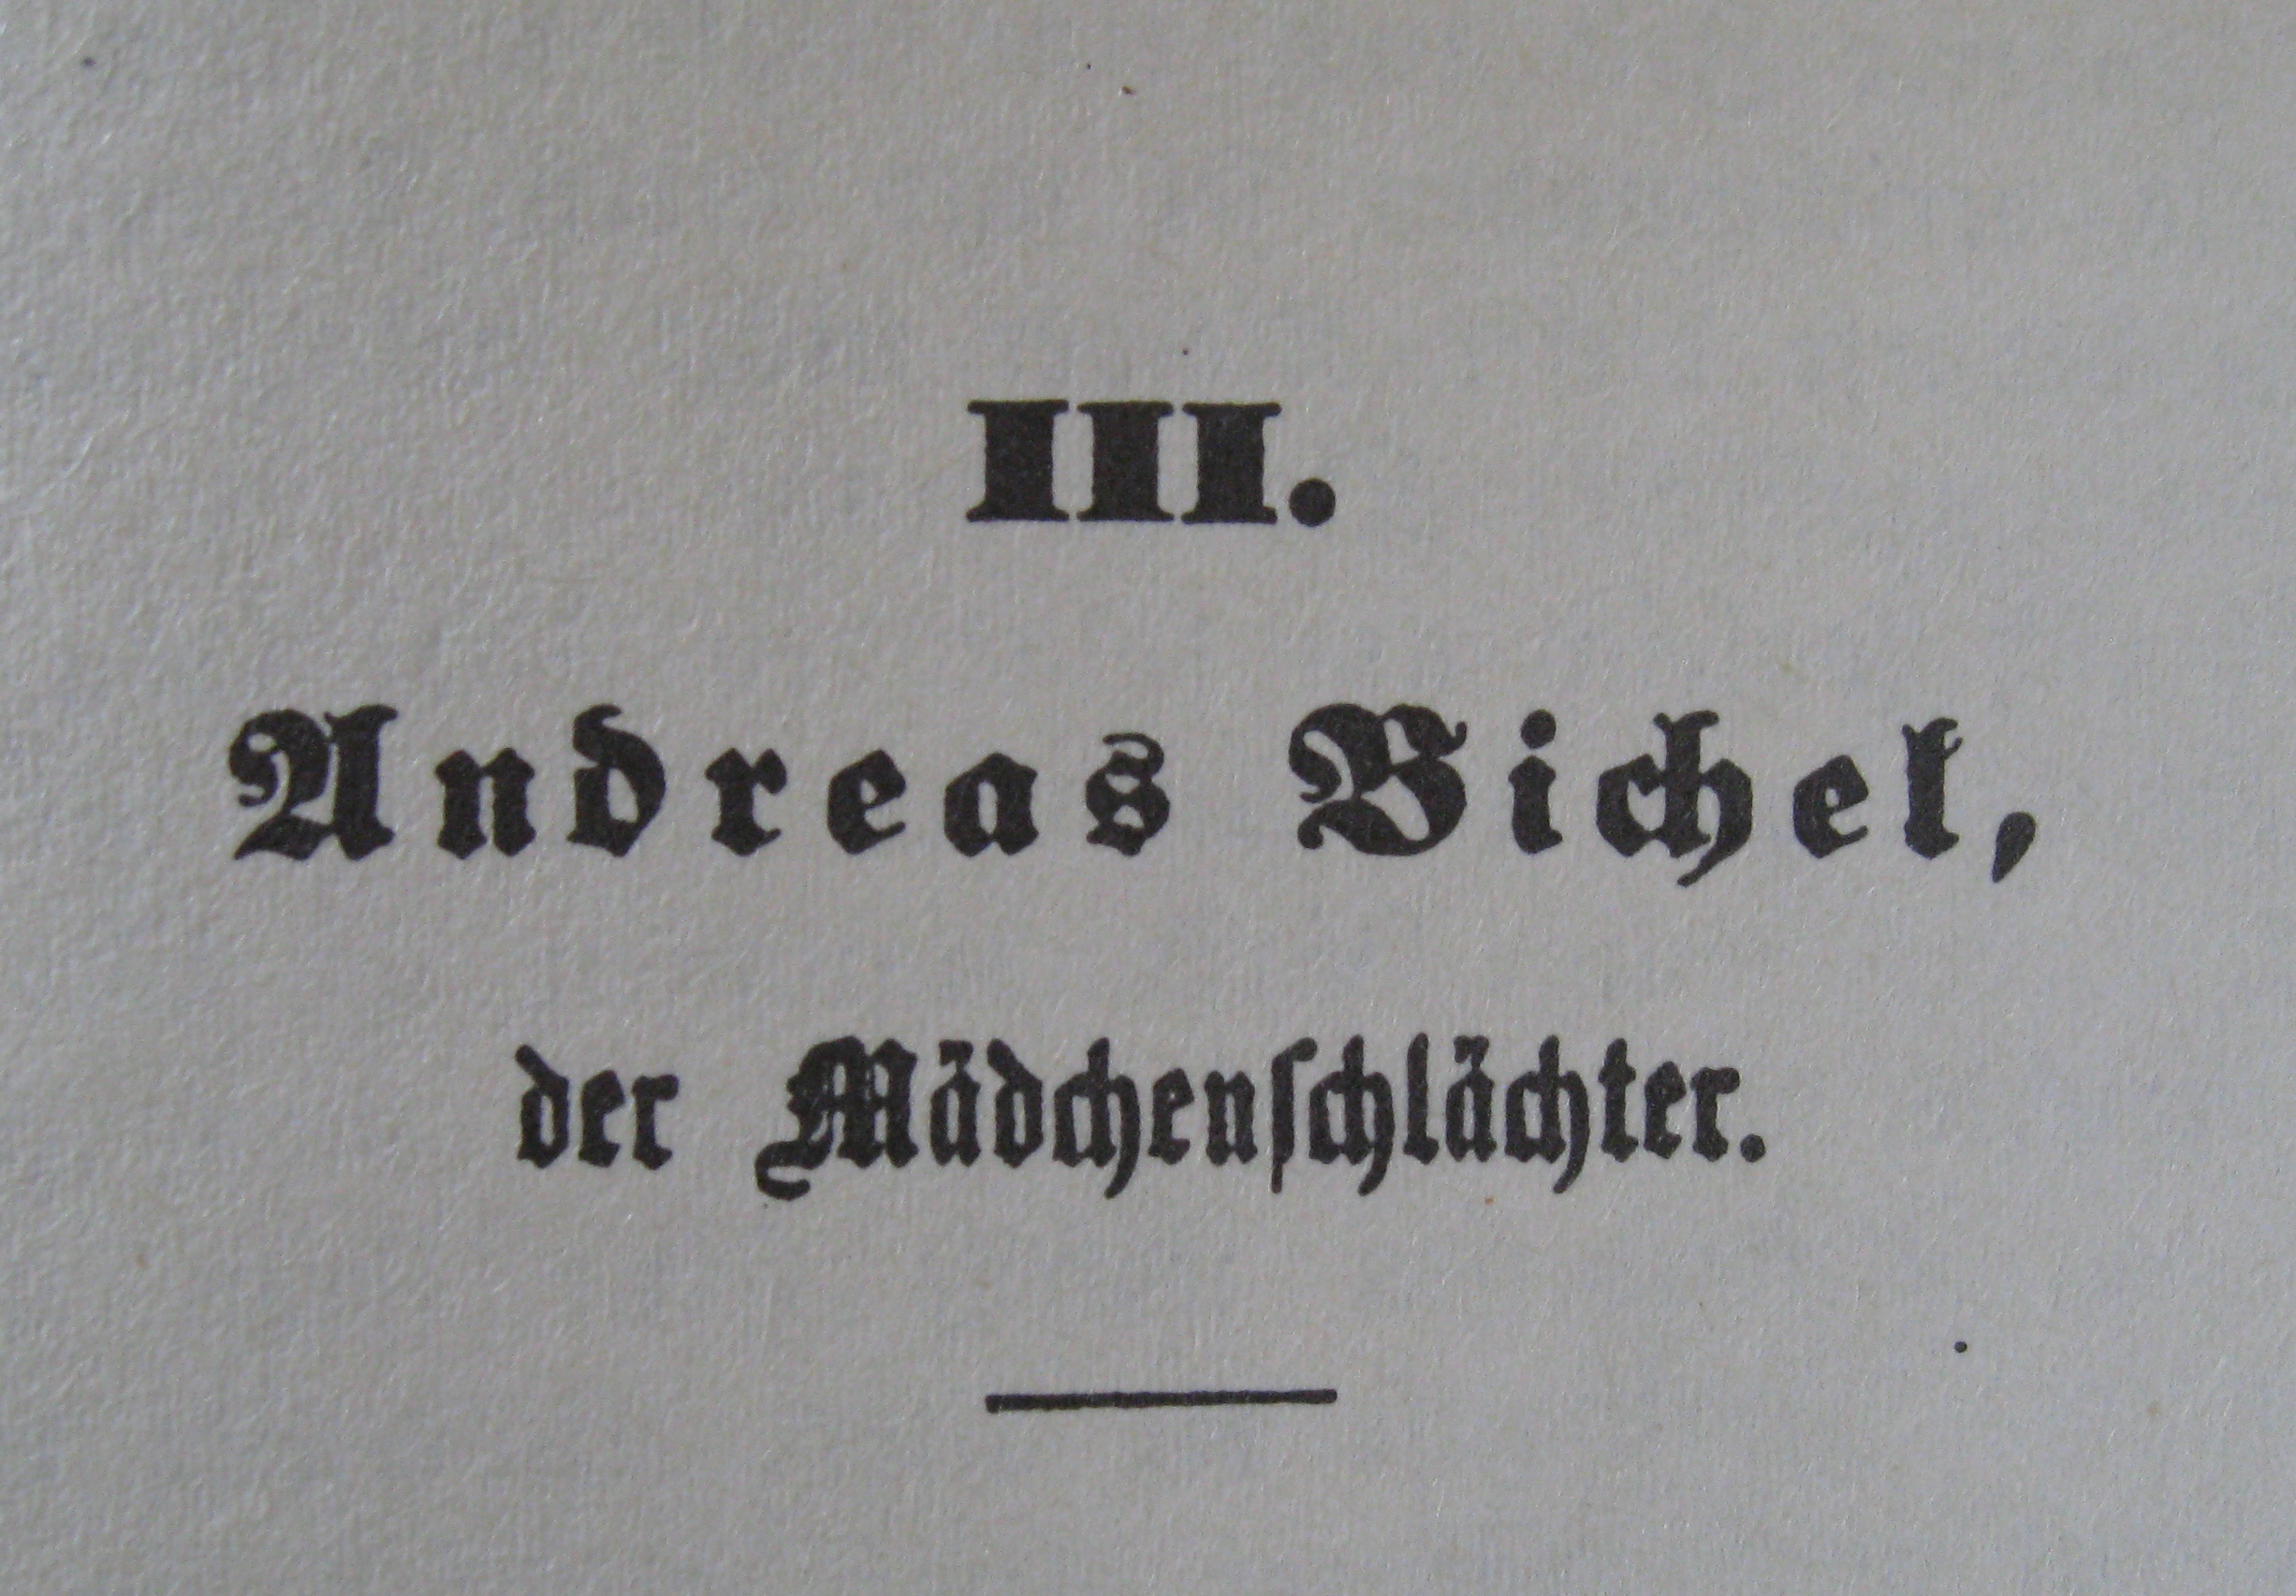 III.
Andreas Bichel,
der Mädchenschlächter.